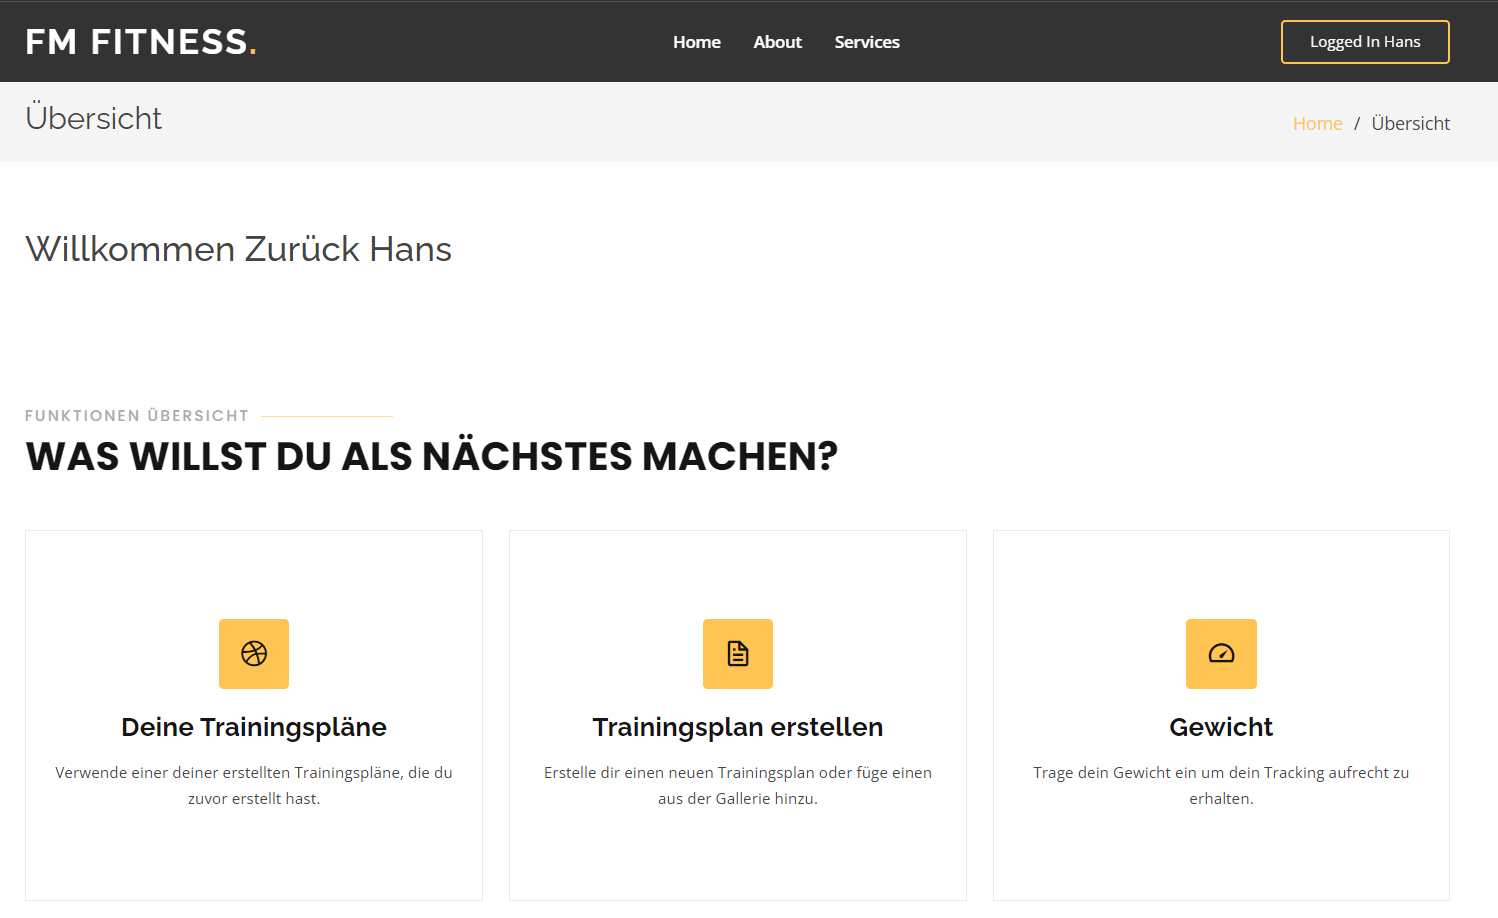 FM FITNESS.
Home About Services
Logged In Hans
Übersicht
Home / Übersicht
Willkommen Zurück Hans
FUNKTIONEN ÜBERSICHT
WAS WILLST DU ALS NÄCHSTES MACHEN?
Deine Trainingspläne
Verwende einer deiner erstellten Trainingspläne, die du
zuvor erstellt hast.
Trainingsplan erstellen
Erstelle dir einen neuen Trainingsplan oder füge einen
aus der Gallerie hinzu.
Gewicht
Trage dein Gewicht ein um dein Tracking aufrecht zu
erhalten.